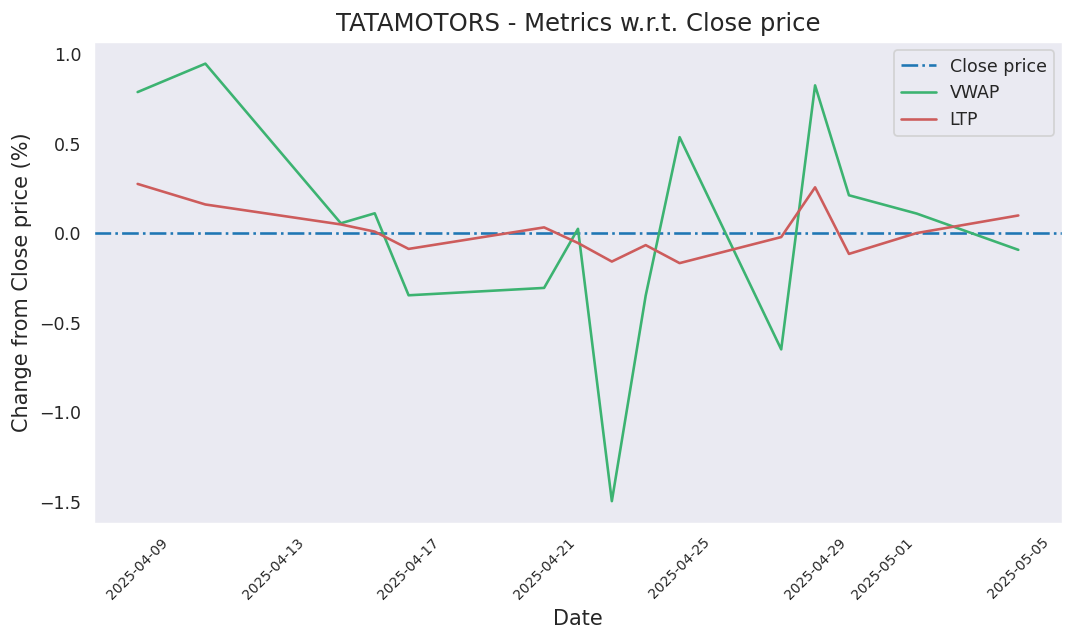 TATAMOTORS - Metrics w.r.t. Close price
Change from Close price (%)
1.0
0.5
0.0
−0.5
−1.0
−1.5
Close price
VWAP
LTP
2025-04-09
2025-04-13
2025-04-17
2025-04-21
2025-04-25
2025-04-29
2025-05-01
2025-05-05
Date